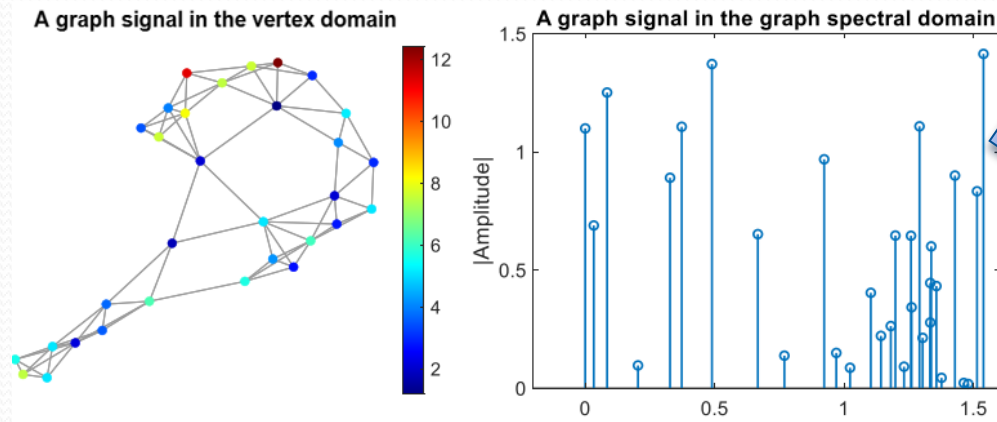 A graph signal in the vertex domain
12
10
8
6
4
2
A graph signal in the graph spectral domain
|Amplitude|
1.5
1
0.5
0
0 0.5 1 1.5